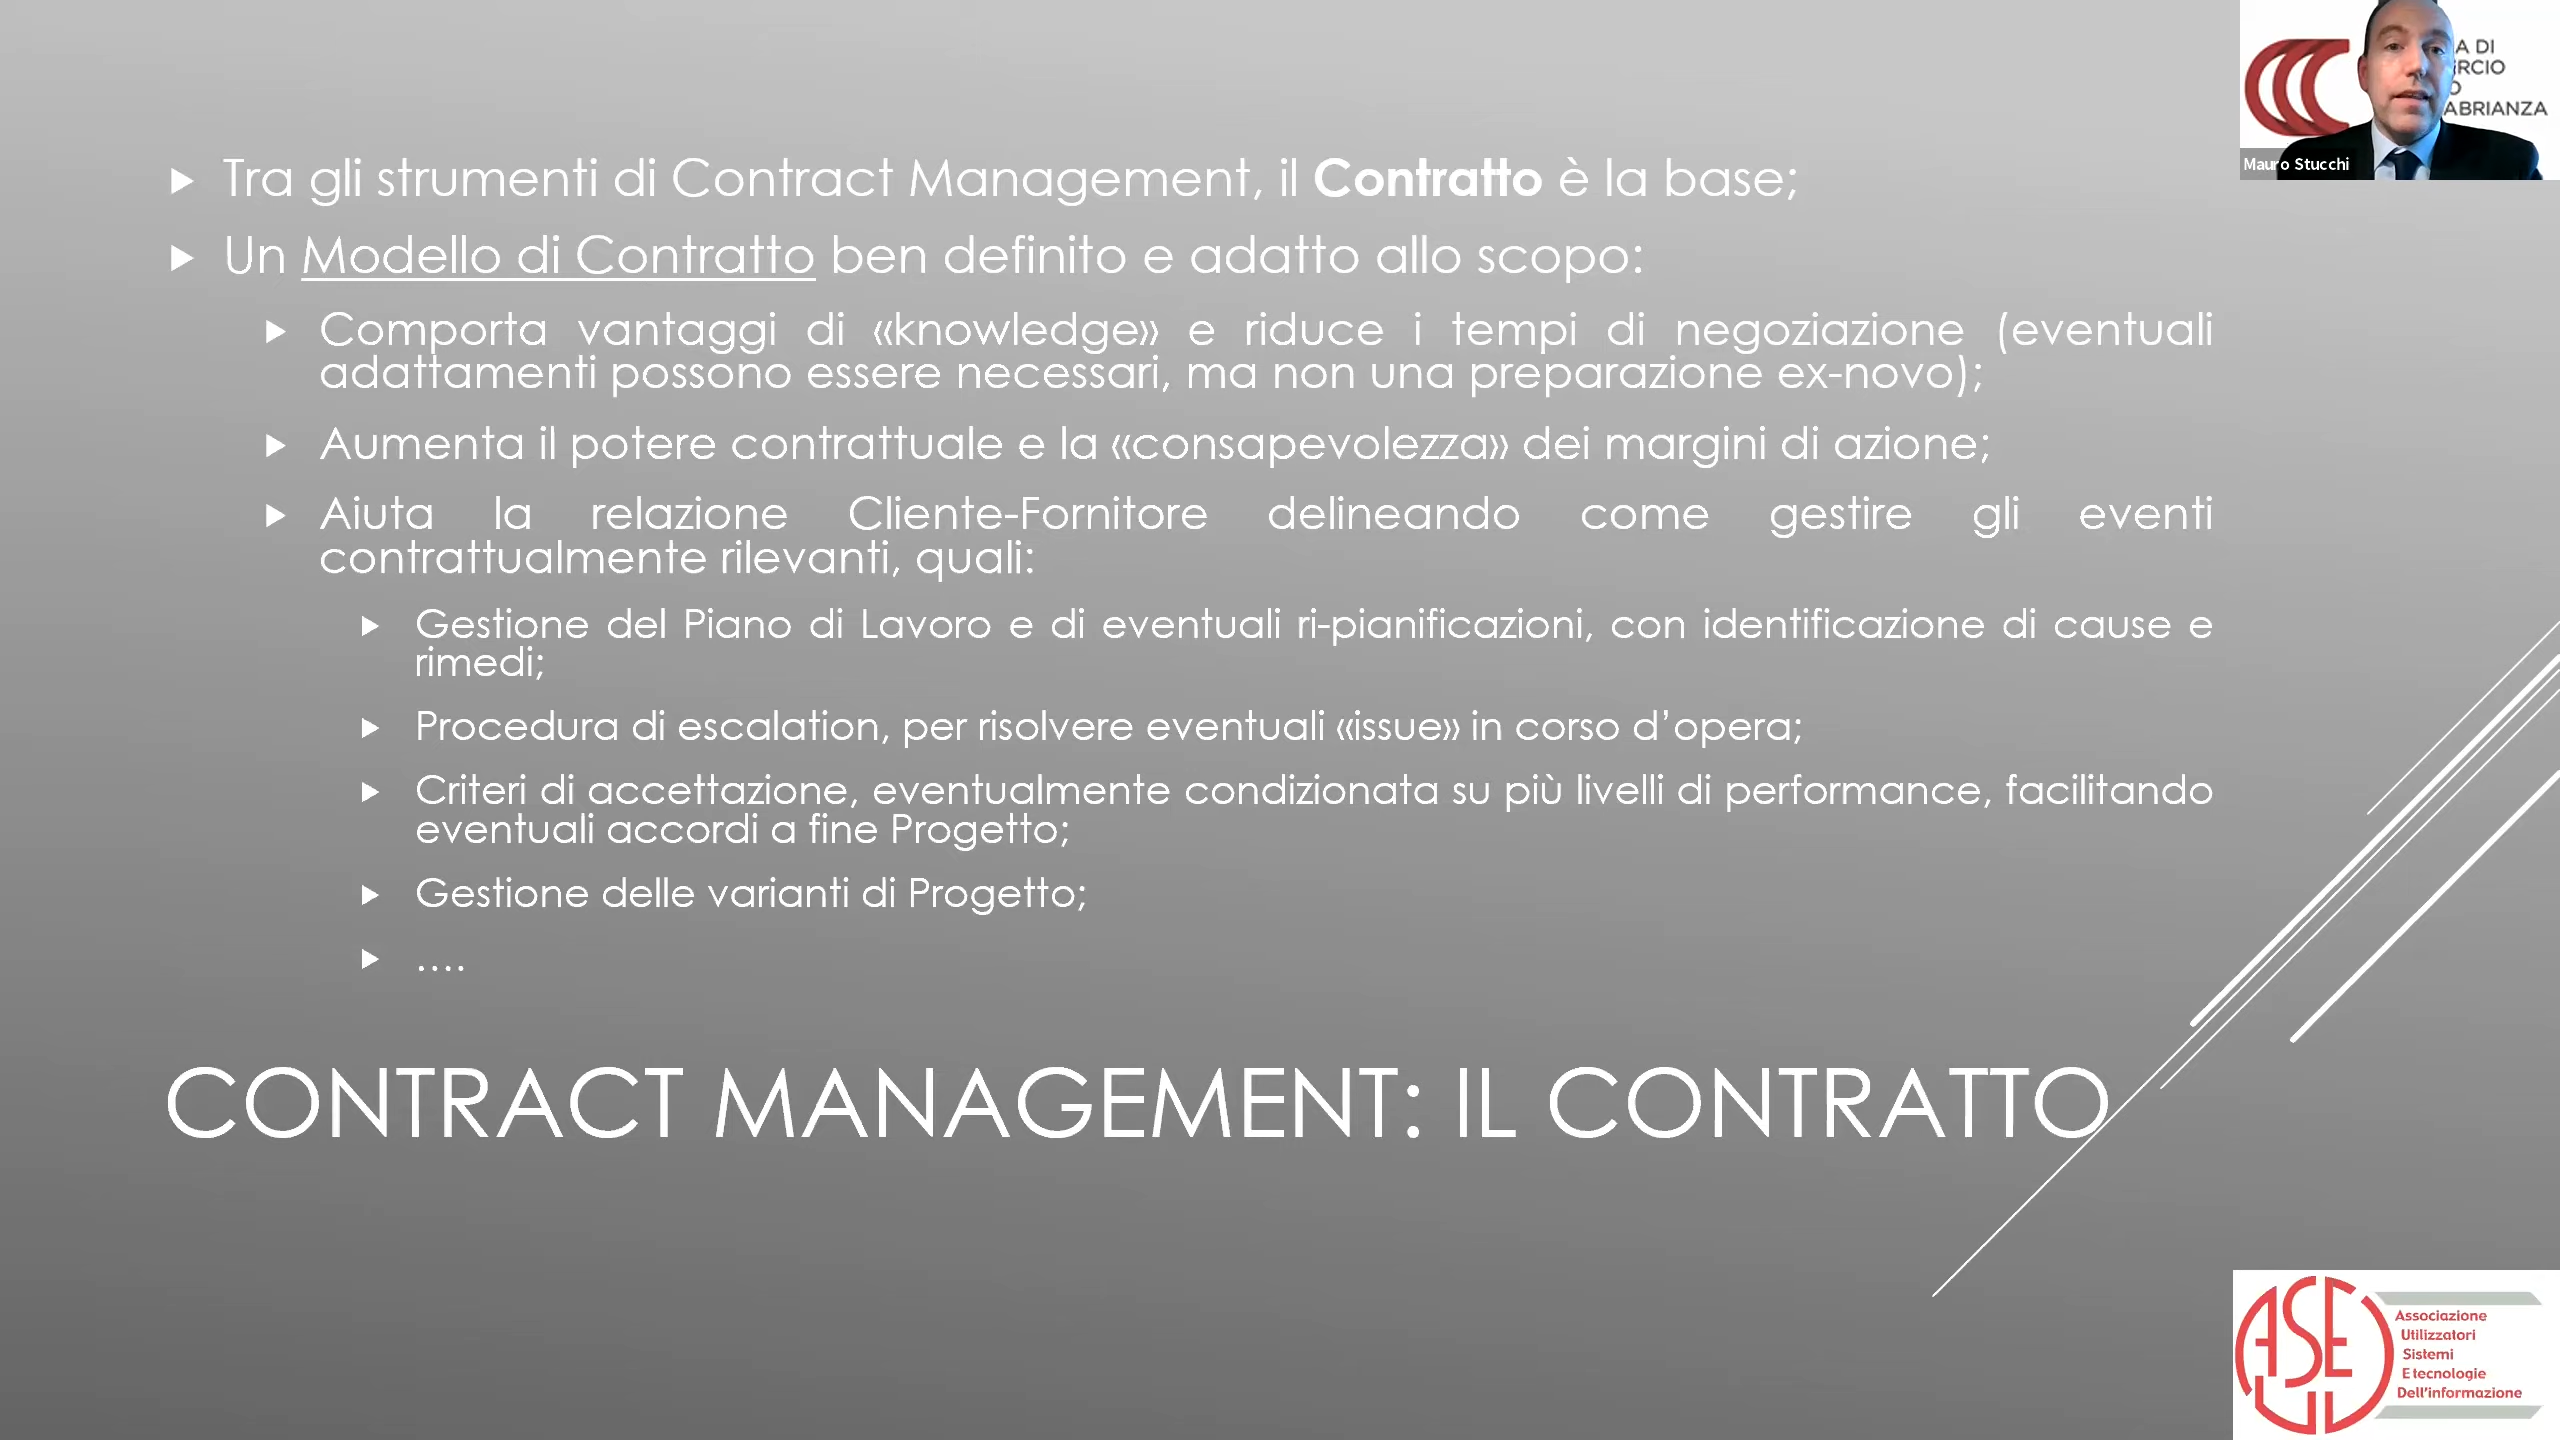 Tra gli strumenti di Contract Management, il Contratto è la base;
Un Modello di Contratto ben definito e adatto allo scopo:
Comporta vantaggi di «knowledge» e riduce i tempi di negoziazione (eventuali
adattamenti possono essere necessari, ma non una preparazione ex-novo);
Aumenta il potere contrattuale e la «consapevolezza» dei margini di azione;
Aiuta la relazione Cliente-Fornitore delineando come gestire gli eventi
contrattualmente rilevanti, quali:
Gestione del Piano di Lavoro e di eventuali ri-pianificazioni, con identificazione di cause e
rimedi;
Procedura di escalation, per risolvere eventuali «issue» in corso d’opera;
Criteri di accettazione, eventualmente condizionata su più livelli di performance, facilitando
eventuali accordi a fine Progetto;
Gestione delle varianti di Progetto;
....
CONTRACT MANAGEMENT: IL CONTRATTO
A DI
RCIO
O
ABRIANZA
Mauro Stucchi
AUSED
Associazione
Utilizzatori
Sistemi
E tecnologie
Dell'informazione